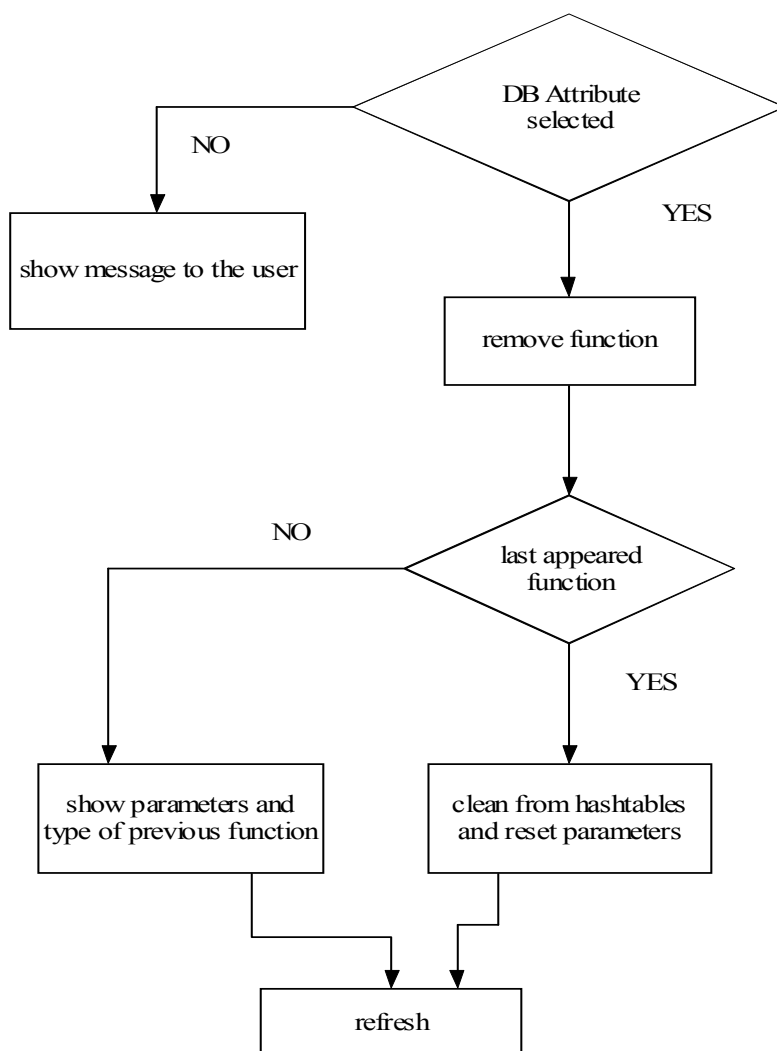 DB Attribute
selected
NO
YES
show message to the user
remove function
NO
last appeared
function
YES
show parameters and
type of previous function
clean from hashtables
and reset parameters
refresh